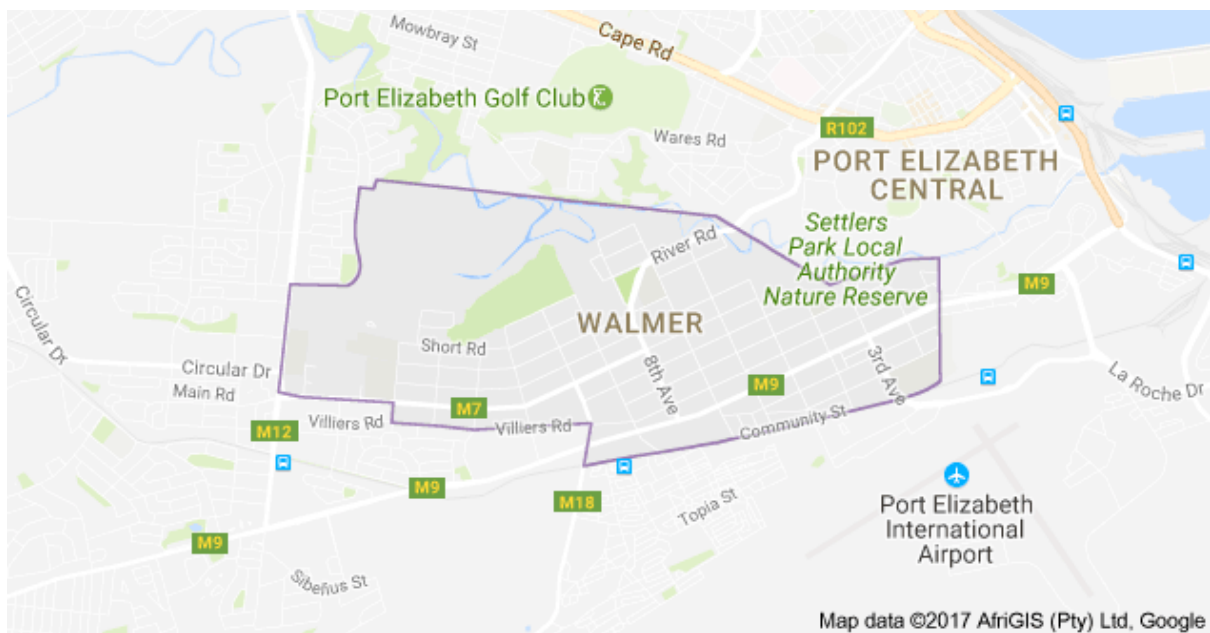 Mowbray St
Cape Rd
Port Elizabeth Golf Club
Wares Rd
R102
PORT ELIZABETH
CENTRAL
Settlers
Park Local
Authority
Nature Reserve
River Rd
M9
WALMER
Circular Dr
Short Rd
8th Ave
3rd Ave
La Roche Dr
Circular Dr
Main Rd
M9
M7
Villiers Rd
Villiers Rd
Community St
M12
M9
M18
Topia St
Port Elizabeth
International
Airport
M9
Sibelius St
Map data ©2017 AfriGIS (Pty) Ltd, Google